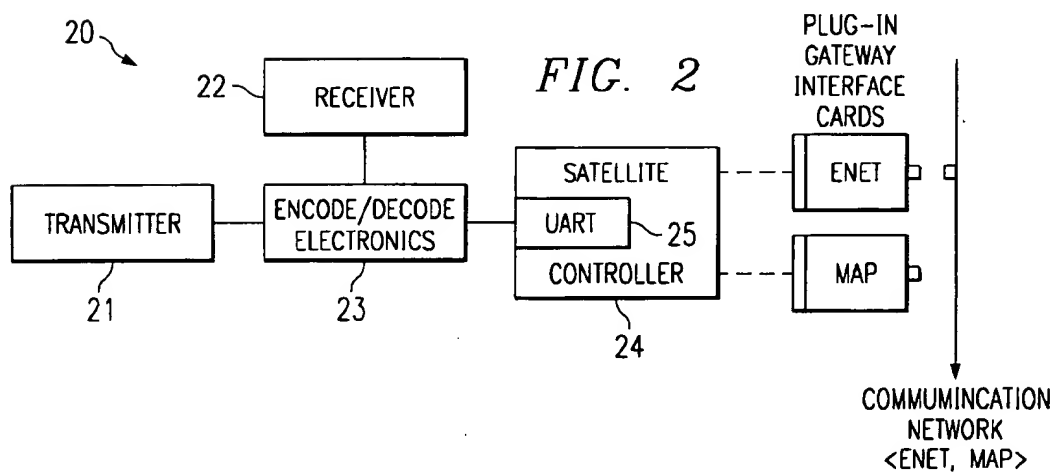 20
22
RECEIVER
FIG. 2
PLUG-IN
GATEWAY
INTERFACE
CARDS
TRANSMITTER
21
ENCODE/DECODE
ELECTRONICS
23
SATELLITE
UART
25
CONTROLLER
24
ENET
MAP
COMMUMINCATION
NETWORK
<ENET, MAP>